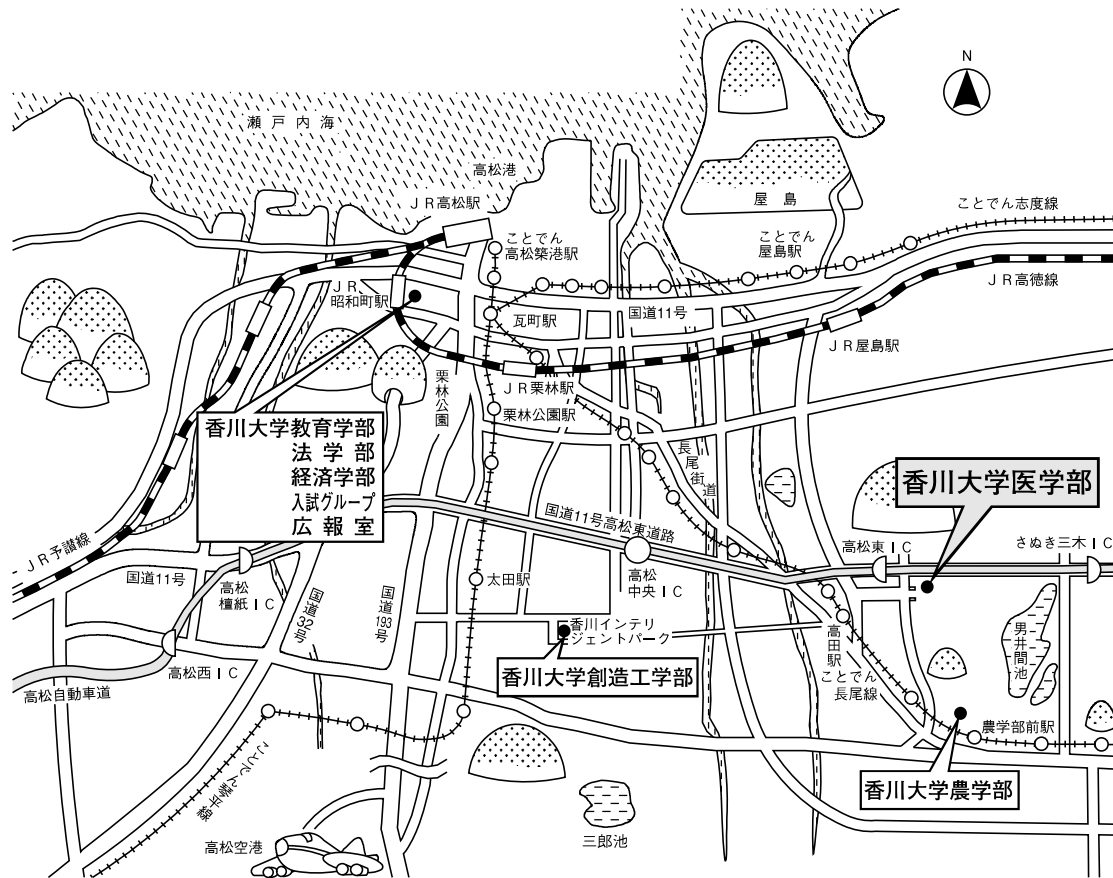 N
瀬戸内海
高松港
JR高松駅
屋島
ことでん志度線
ことでん
高松築港駅
ことでん
屋島駅
JR高徳線
JR
昭和町駅
瓦町駅
国道11号
JR屋島駅
栗林公園
JR栗林駅
栗林公園駅
長尾街道
香川大学教育学部
法学部
経済学部
入試グループ
広報室
香川大学医学部
国道11号高松東道路
高松東IC
さぬき三木IC
JR予讃線
国道11号
高松
檀紙IC
太田駅
高松
中央IC
国道32号
国道193号
香川インテリ
ジェントパーク
高田駅
ことでん
長尾線
男井間池
高松西IC
香川大学創造工学部
高松自動車道
農学部前駅
ことでん琴平線
香川大学農学部
三郎池
高松空港